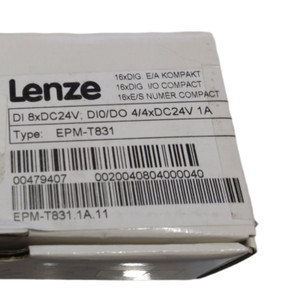 Lenze
16xDIG E/A KOMPAKT
16xDIG. I/O COMPACT
16xE/S NUMER COMPACT
DI 8xDC24V; DI0/DO 4/4xDC24V 1A
Type: EPM-T831
00479407 0020040804000040
EPM-T831.1A.11